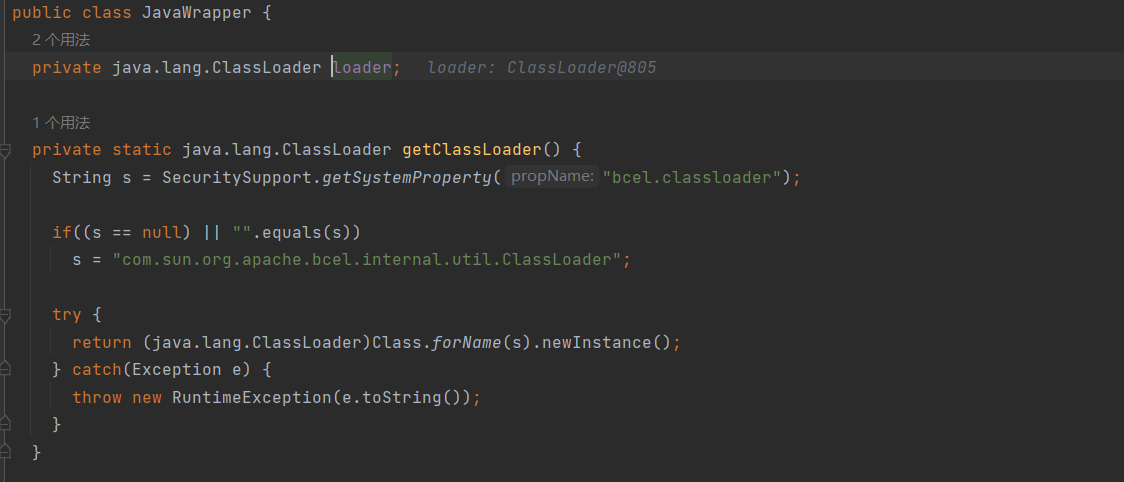 public class JavaWrapper {
2 个用法
private java.lang.ClassLoader loader; loader: ClassLoader@805
1 个用法
private static java.lang.ClassLoader getClassLoader() {
String s = SecuritySupport.getSystemProperty( propName: "bcel.classloader");
if((s == null) || "".equals(s))
s = "com.sun.org.apache.bcel.internal.util.ClassLoader";
try {
return (java.lang.ClassLoader)Class.forName(s).newInstance();
} catch(Exception e) {
throw new RuntimeException(e.toString());
}
}